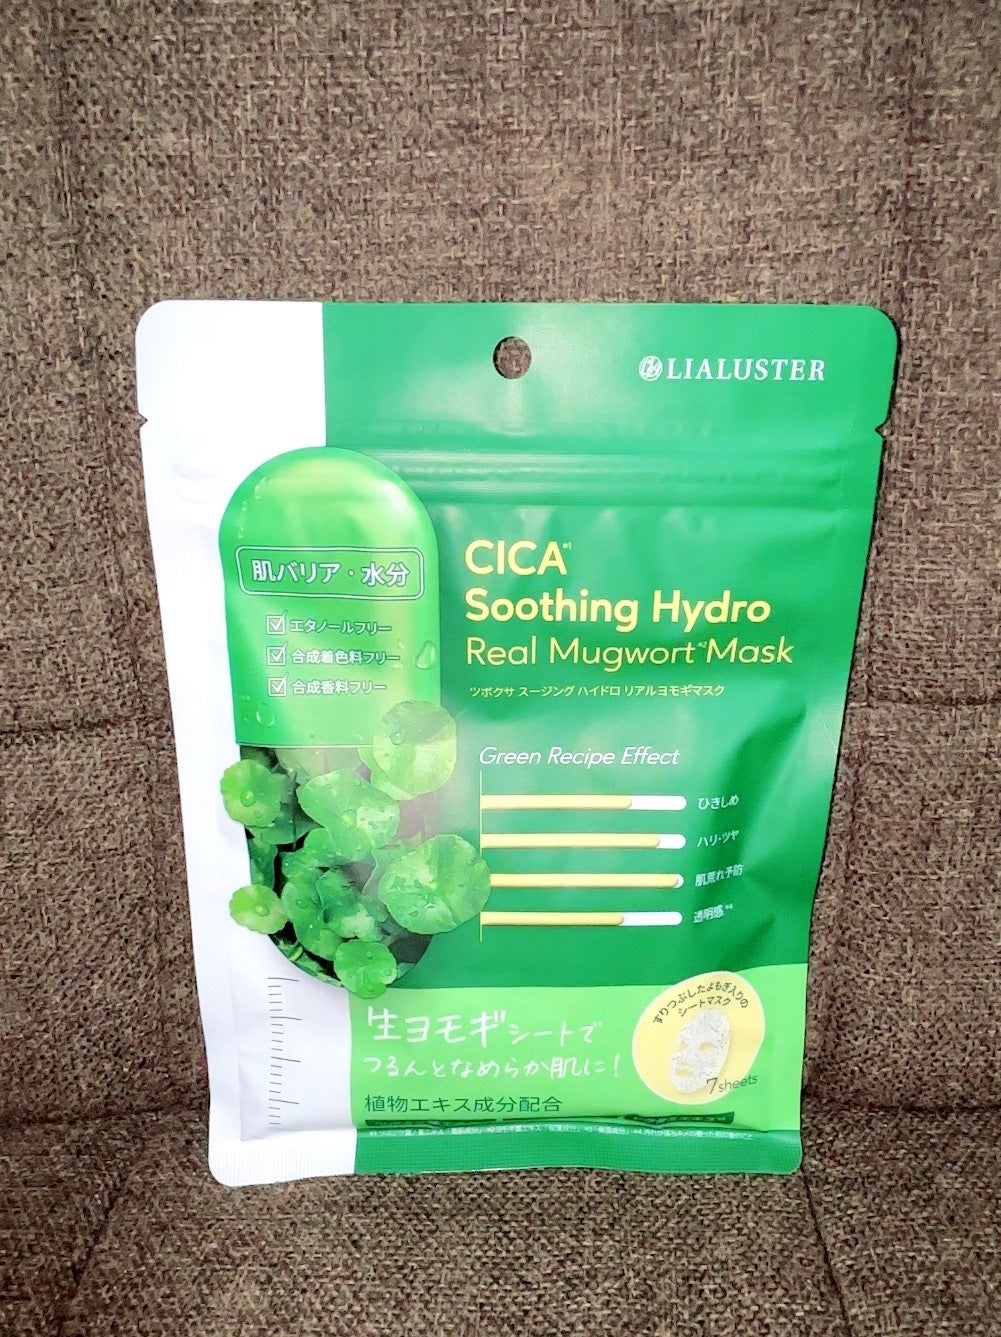 LIALUSTER
肌バリア・水分
エタノールフリー
合成着色料フリー
合成香料フリー
CICA※1
Soothing Hydro
Real Mugwort※2 Mask
ツボクサ スージング ハイドロ リアルヨモギマスク
Green Recipe Effect
ひきしめ
ハリ・ツヤ
肌荒れ予防
透明感※4
すりつぶしたよもぎ入りの
シートマスク
7sheets
生ヨモギシートで
つるんとなめらか肌に!
植物エキス成分配合